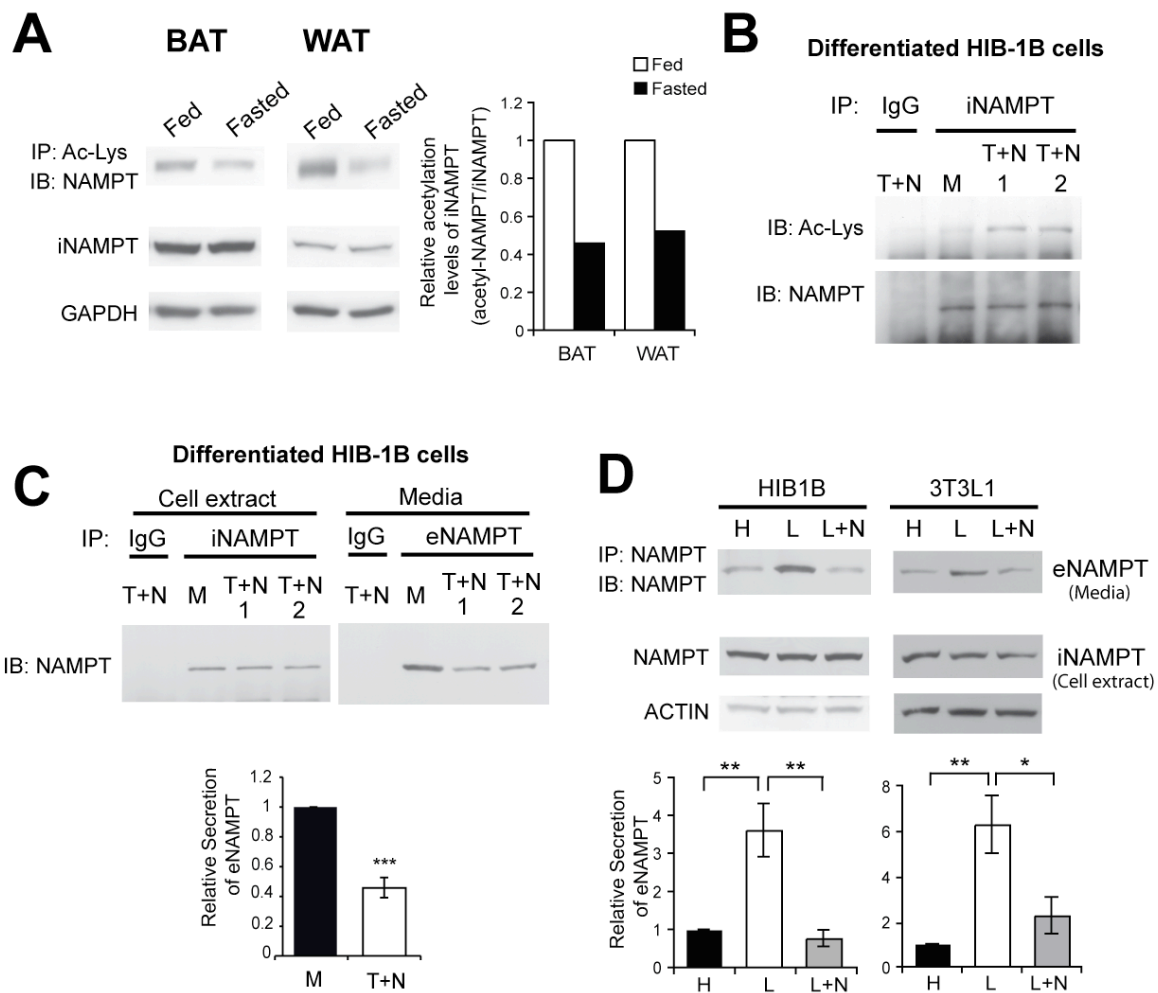 A
BAT WAT
Fed Fasted Fed Fasted
IP: Ac-Lys
IB: NAMPT
iNAMPT
GAPDH
Fed
Fasted
Relative acetylation
levels of iNAMPT
(acetyl-NAMPT/iNAMPT)
1.2
1
0.8
0.6
0.4
0.2
0
BAT WAT
B
Differentiated HIB-1B cells
IP: IgG iNAMPT
T+N T+N
T+N M 1 2
IB: Ac-Lys
IB: NAMPT
C
Differentiated HIB-1B cells
Cell extract Media
IP: IgG iNAMPT IgG eNAMPT
T+N M T+N T+N T+N M T+N T+N
1 2 1 2
IB: NAMPT
Relative Secretion
of eNAMPT
1.2
1
0.8
0.6
0.4
0.2
0
***
M T+N
D
HIB1B 3T3L1
H L L+N H L L+N
IP: NAMPT
IB: NAMPT
eNAMPT
(Media)
NAMPT
iNAMPT
(Cell extract)
ACTIN
Relative Secretion
of eNAMPT
5
4
3
2
1
0
** **
H L L+N
8
6
4
2
0
** *
H L L+N